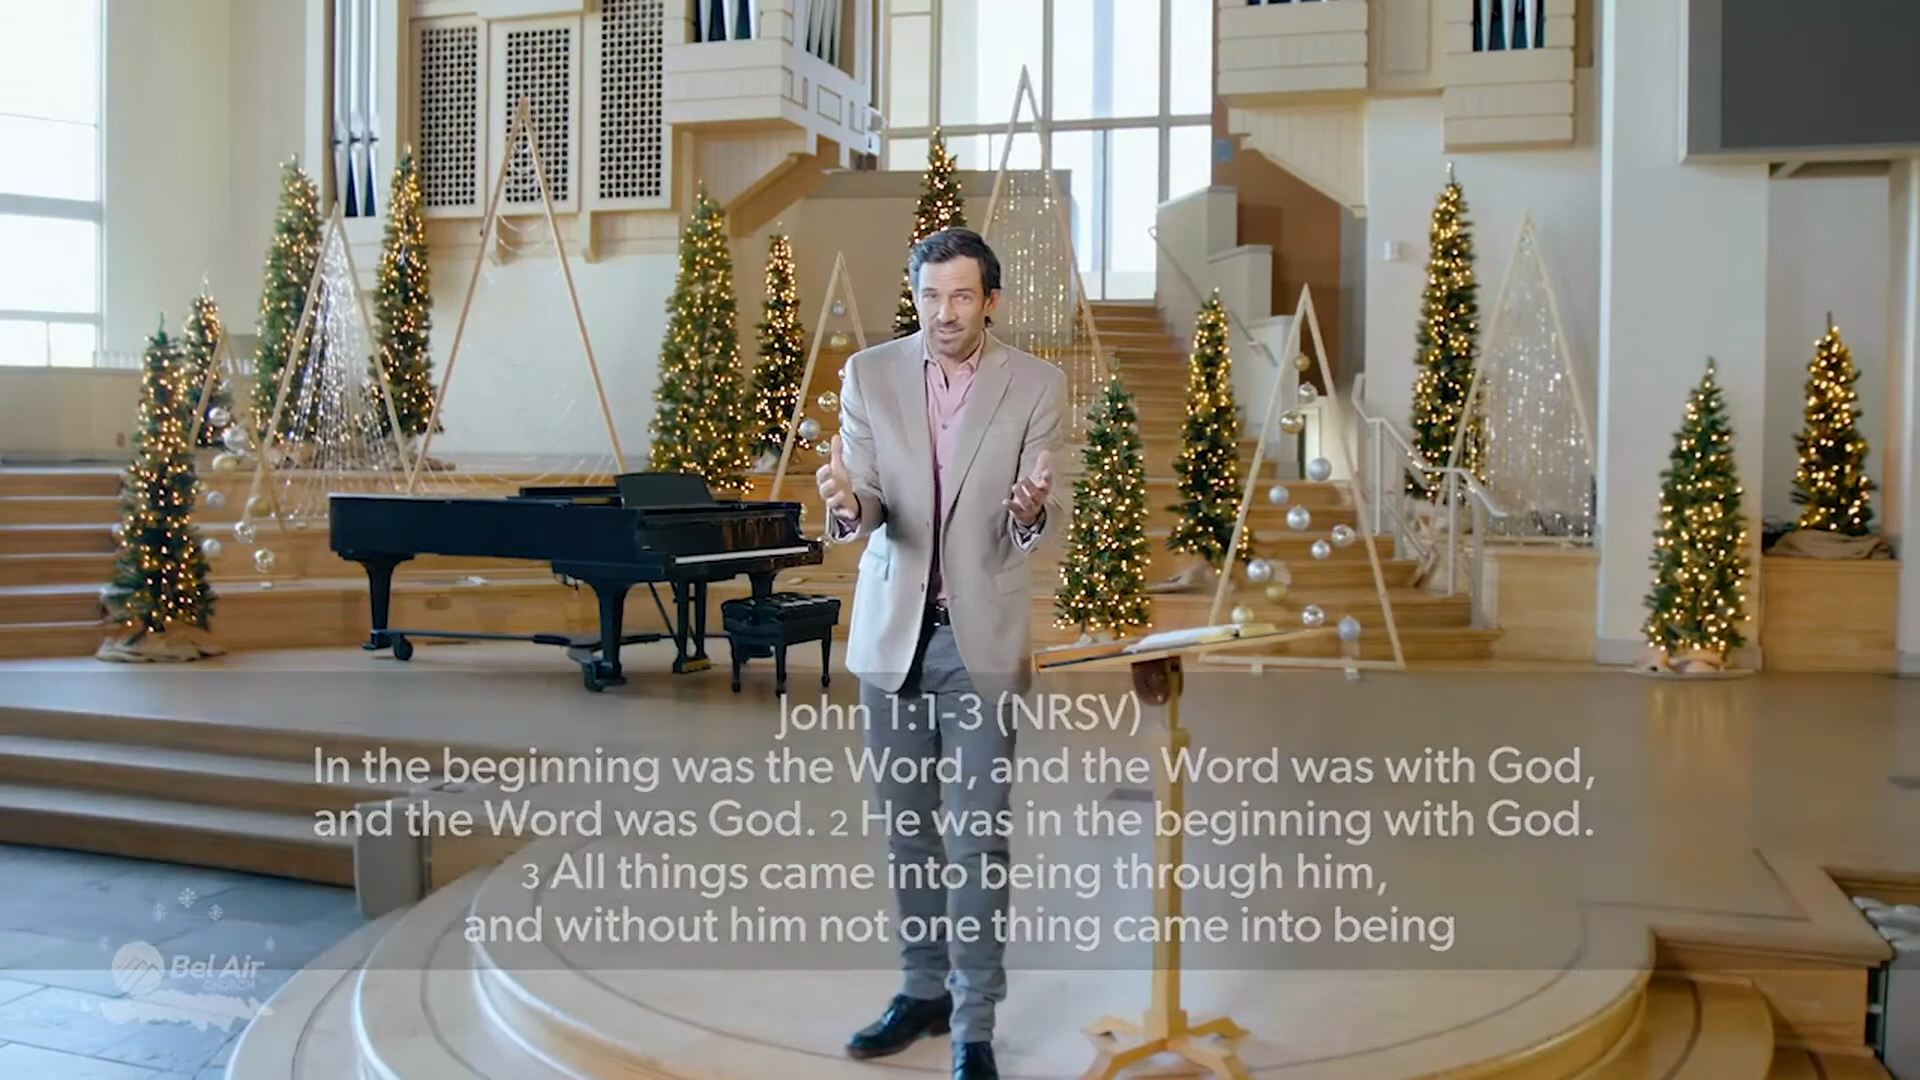 John 1:1-3 (NRSV)
In the beginning was the Word, and the Word was with God,
and the Word was God. 2 He was in the beginning with God.
3 All things came into being through him,
and without him not one thing came into being
Bel Air
CHURCH